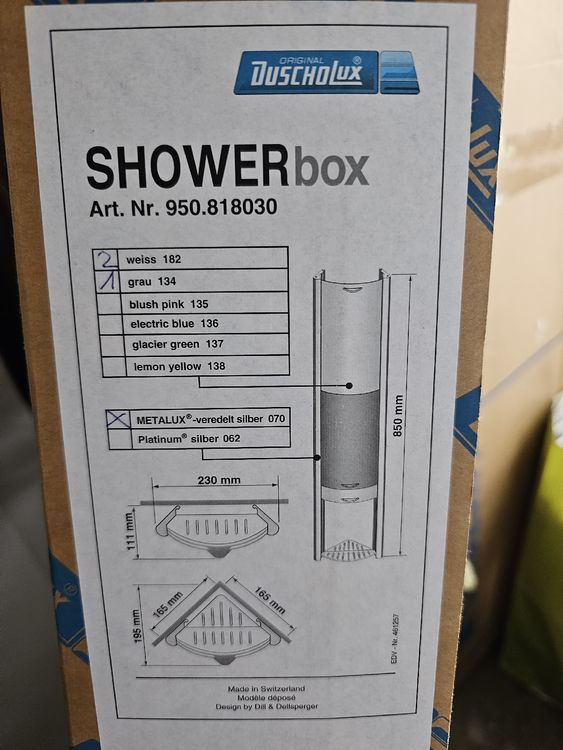 ORIGINAL
DUSCHOLUX®
SHOWERbox
Art. Nr. 950.818030
2 weiss 182
1 grau 134
blush pink 135
electric blue 136
glacier green 137
lemon yellow 138
X METALUX®-veredelt silber 070
Platinum® silber 062
850 mm
230 mm
111 mm
165 mm
165 mm
195 mm
EDV-Nr. 461257
Made in Switzerland
Modèle déposé
Design by Dill & Dellsperger